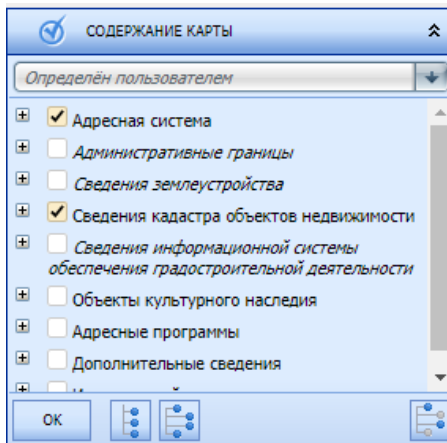 СОДЕРЖАНИЕ КАРТЫ
Определён пользователем
Адресная система
Административные границы
Сведения землеустройства
Сведения кадастра объектов недвижимости
Сведения информационной системы
обеспечения градостроительной деятельности
Объекты культурного наследия
Адресные программы
Дополнительные сведения
ОК